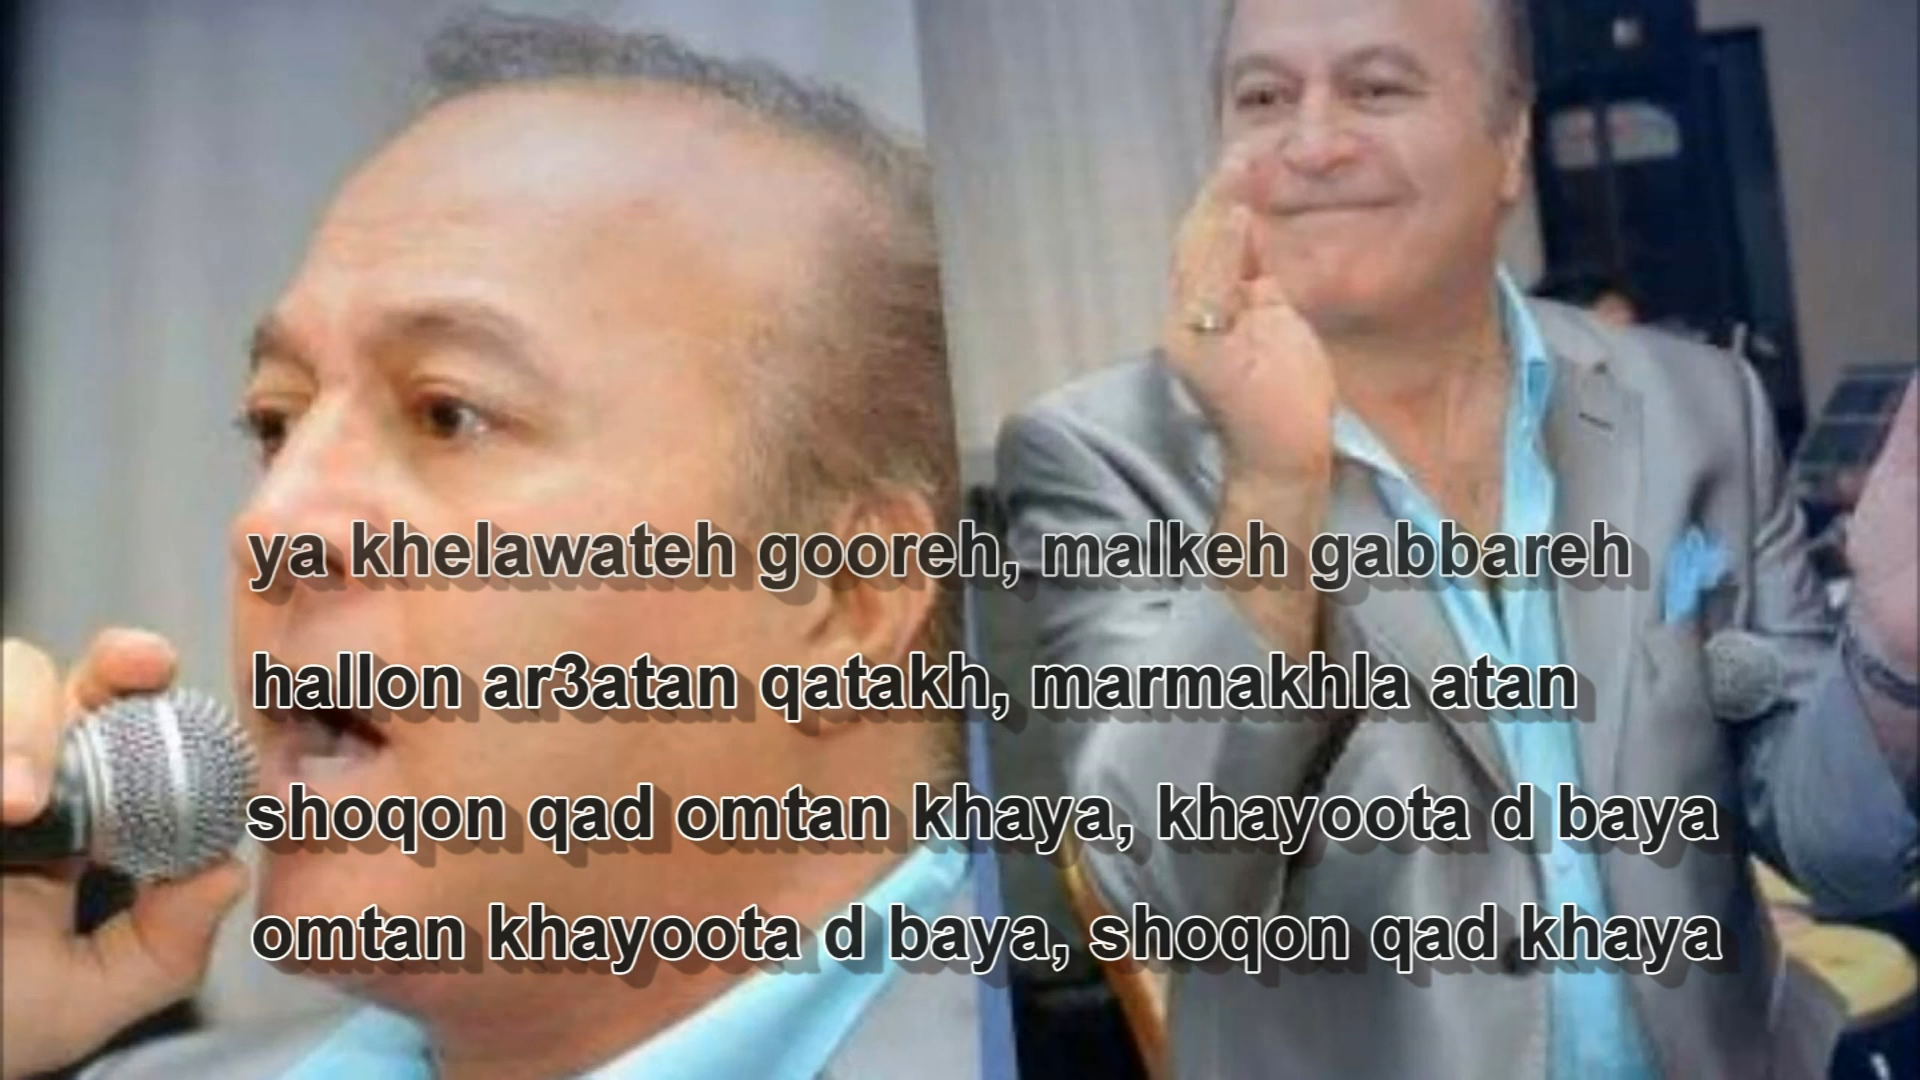 ya khelawateh gooreh, malkeh gabbareh
hallon ar3atan qatakh, marmakhla atan
shoqon qad omtan khaya, khayoota d baya
omtan khayoota d baya, shoqon qad khaya